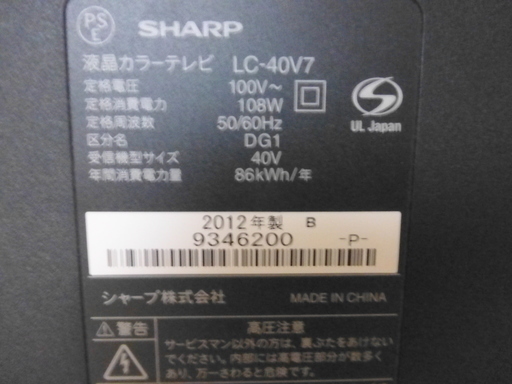 PS
E
SHARP
液晶カラーテレビ LC-40V7
定格電圧 100V～
定格消費電力 108W
定格周波数 50/60Hz
区分名 DG1
受信機型サイズ 40V
年間消費電力量 86kWh/年
S
UL Japan
2012年製 B
9346200 -P-
シャープ株式会社 MADE IN CHINA
警告
高圧注意
サービスマン以外の方は、裏ぶたをあけない
でください。内部には高電圧部分が数多く
あり、万一さわると危険です。